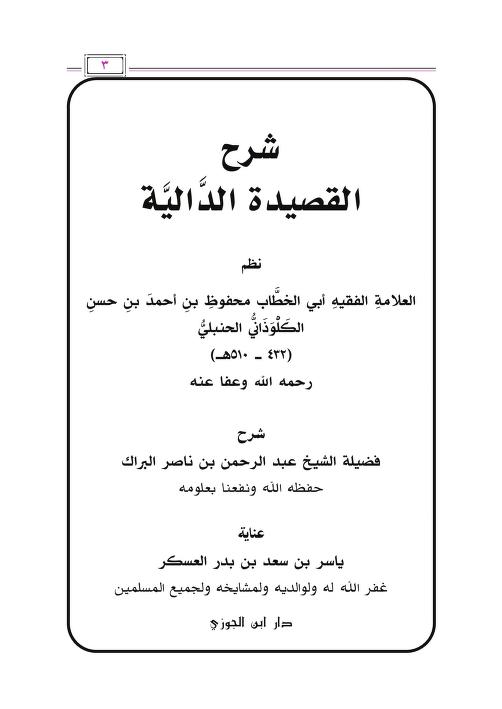 ٣
شرح
القصيدة الدَّاليَّة
نظم
العلامةِ الفقيهِ أبي الخطَّاب محفوظِ بنِ أحمدَ بنِ حسنِ
الكَلْوَذَانيُّ الحنبليُّ
(٤٣٢ - ٥١٠هـ)
رحمه الله وعفا عنه
شرح
فضيلة الشيخ عبد الرحمن بن ناصر البراك
حفظه الله ونفعنا بعلومه
عناية
ياسر بن سعد بن بدر العسكر
غفر الله له ولوالديه ولمشايخه ولجميع المسلمين
دار ابن الجوزي